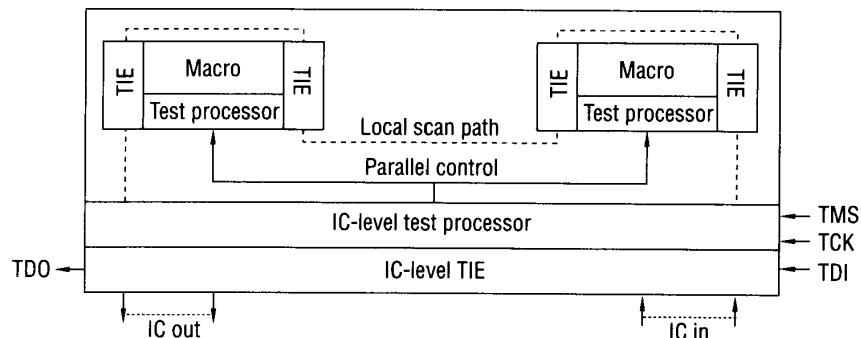 TIE
Macro
Test processor
TIE
TIE
Macro
Test processor
TIE
Local scan path
Parallel control
IC-level test processor
TMS
TCK
TDO
IC-level TIE
TDI
IC out
IC in